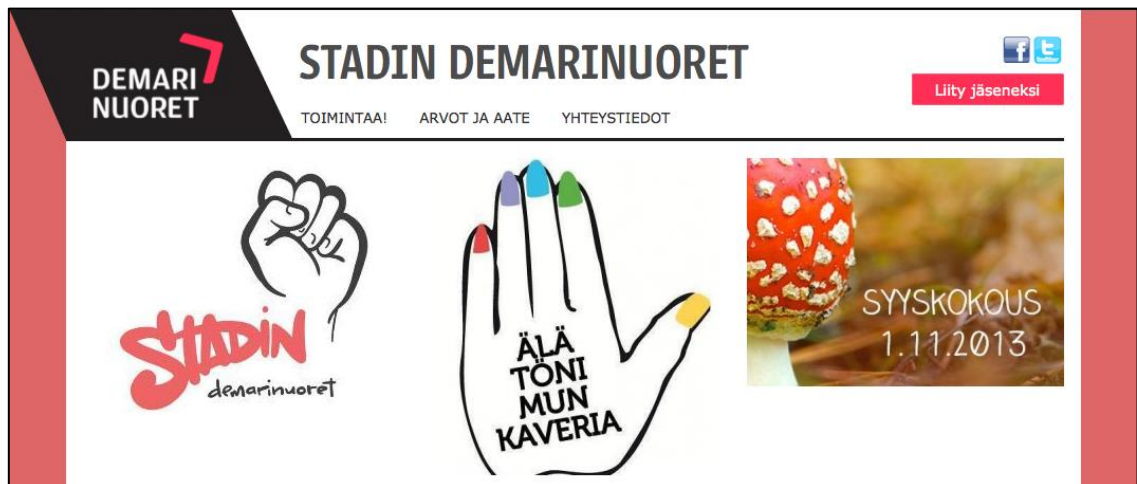 DEMARI
NUORET
STADIN DEMARINUORET
Liity jäseneksi
TOIMINTAA! ARVOT JA AATE YHTEYSTIEDOT
STADIN
demarinuoret
ÄLÄ
TÖNI
MUN
KAVERIA
SYYSKOKOUS
1.11.2013